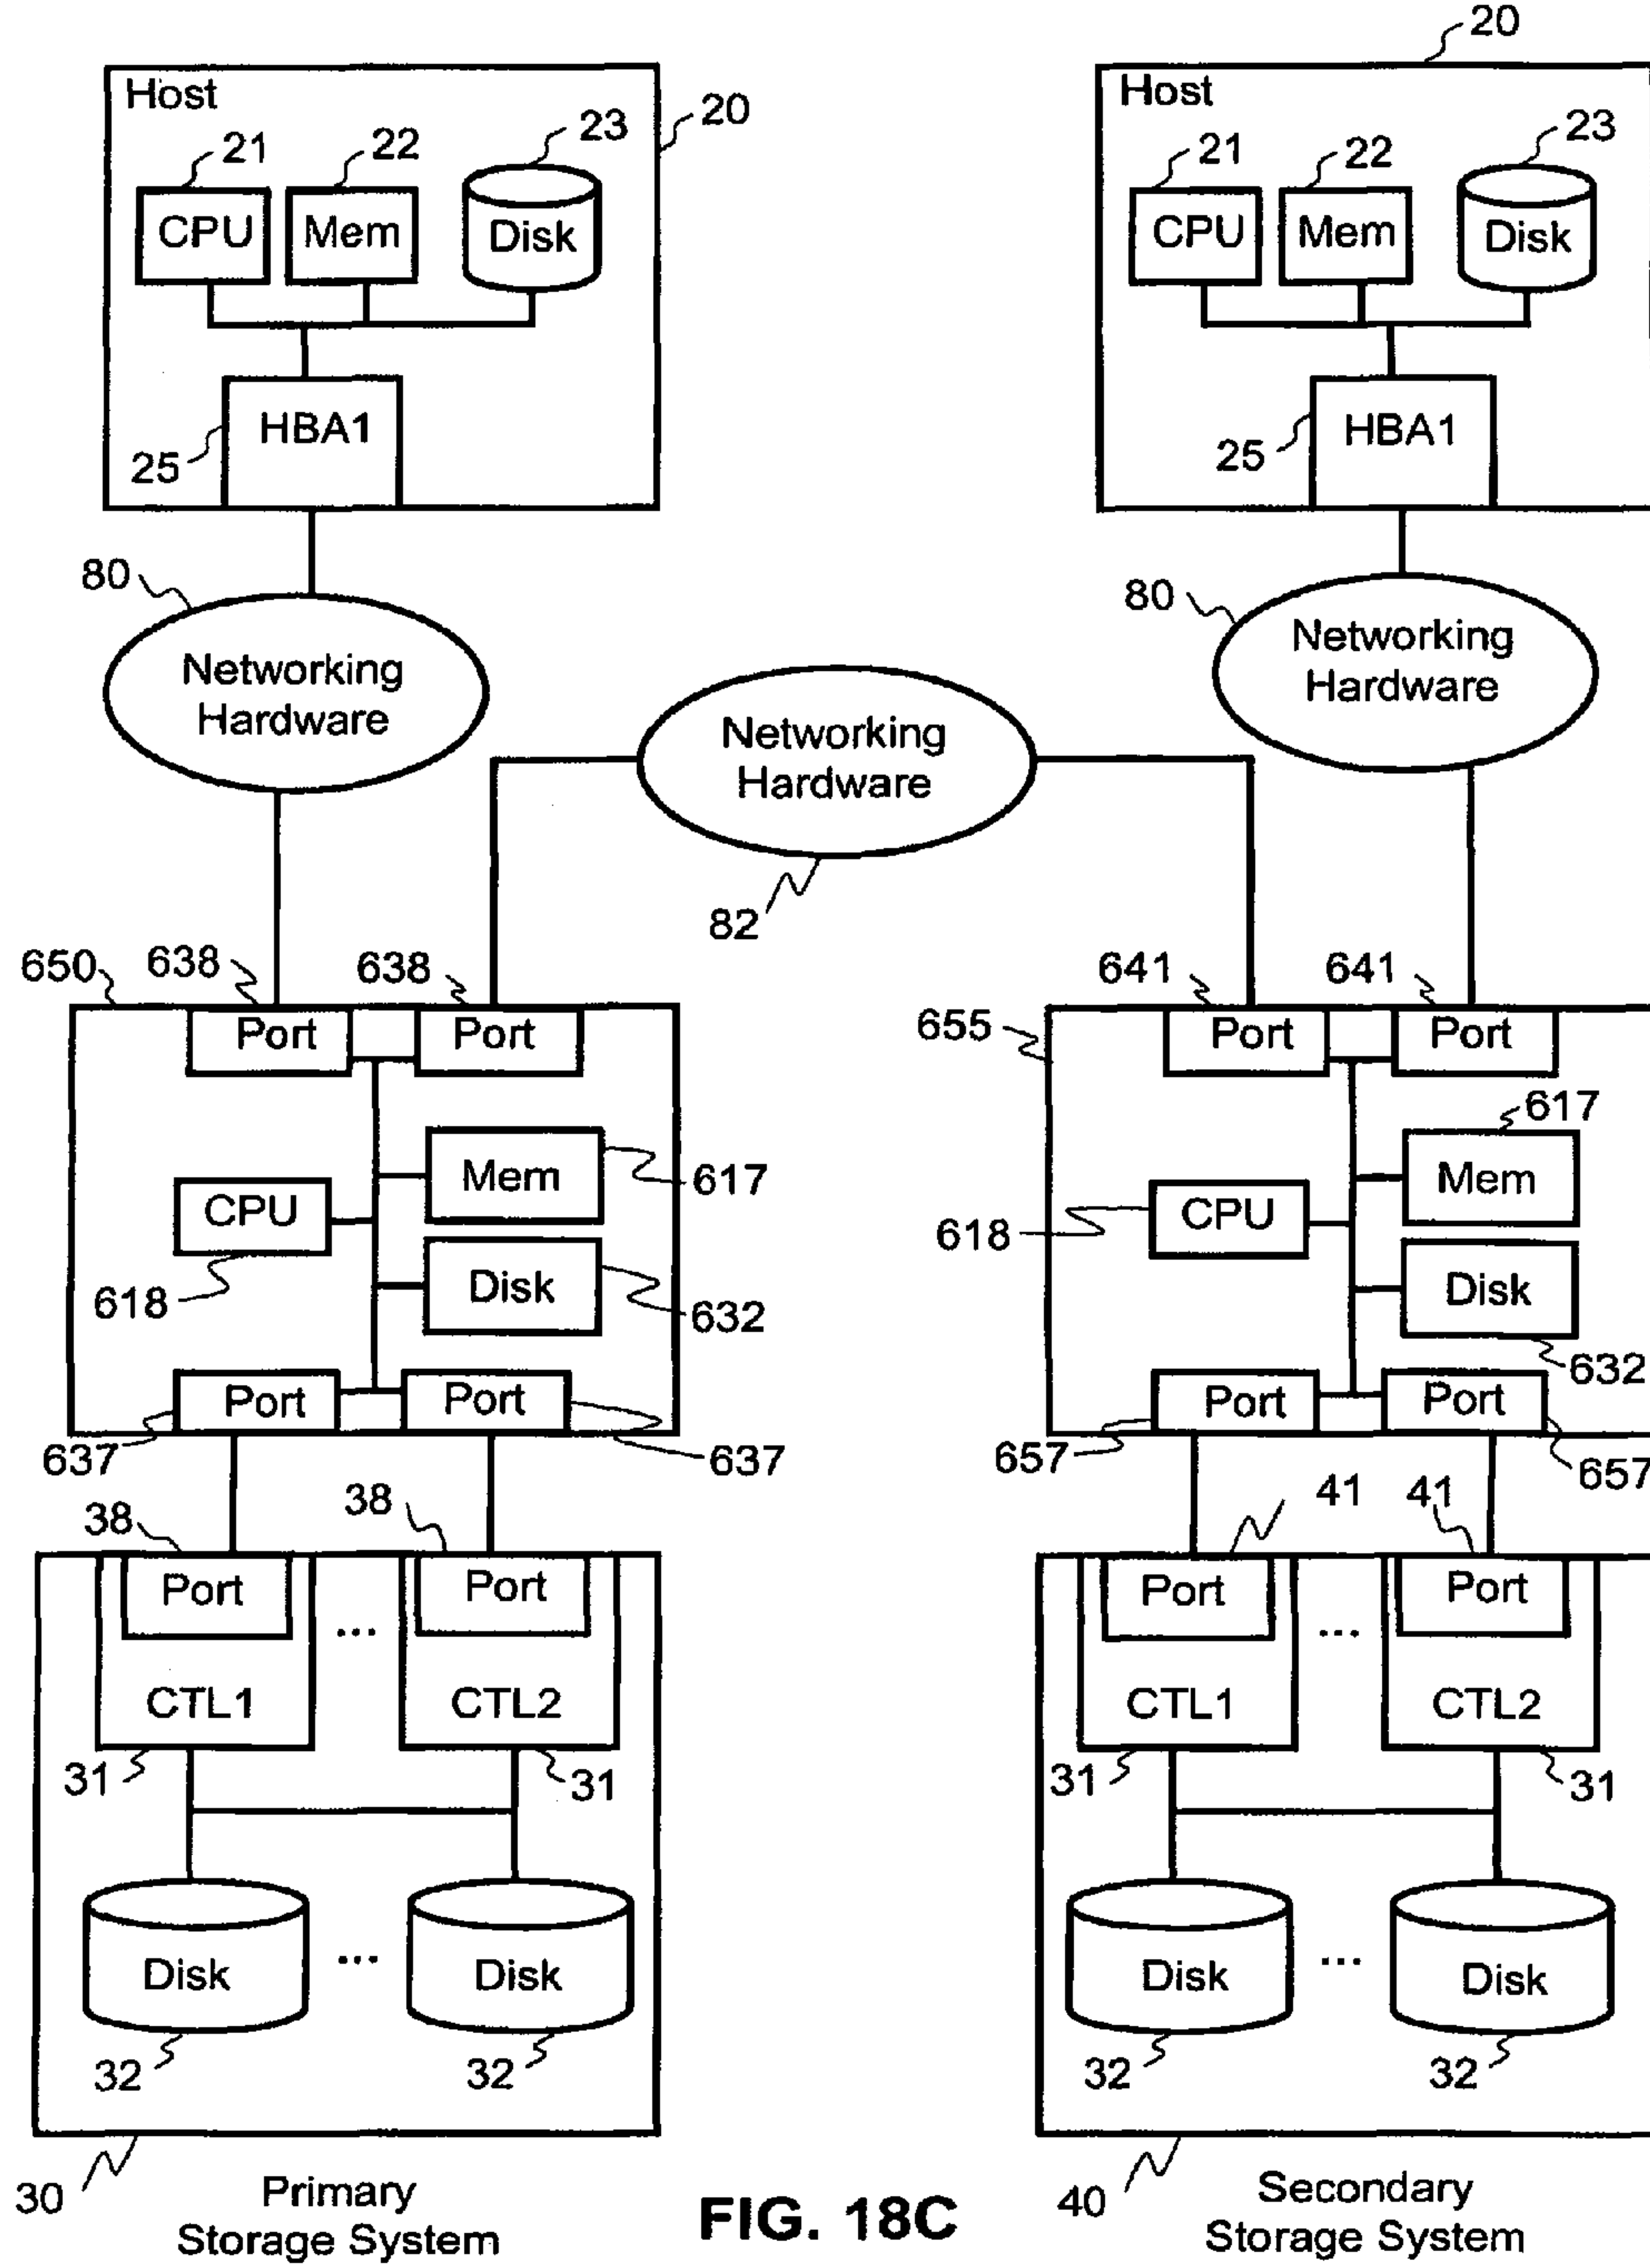 20
Host
20
Host
21
22
23
21
22
23
CPU
Mem
Disk
CPU
Mem
Disk
HBA1
25
HBA1
25
80
Networking
Hardware
80
Networking
Hardware
Networking
Hardware
82
650
638
638
641
641
Port
Port
655
Port
Port
Mem
617
617
Mem
CPU
618
CPU
618
Disk
632
Disk
632
Port
Port
637
637
Port
Port
657
657
38
38
41
41
Port
Port
Port
Port
...
...
CTL1
CTL2
CTL1
CTL2
31
31
31
31
Disk
...
Disk
Disk
...
Disk
32
32
32
32
30
Primary
Storage System
FIG. 18C
40
Secondary
Storage System